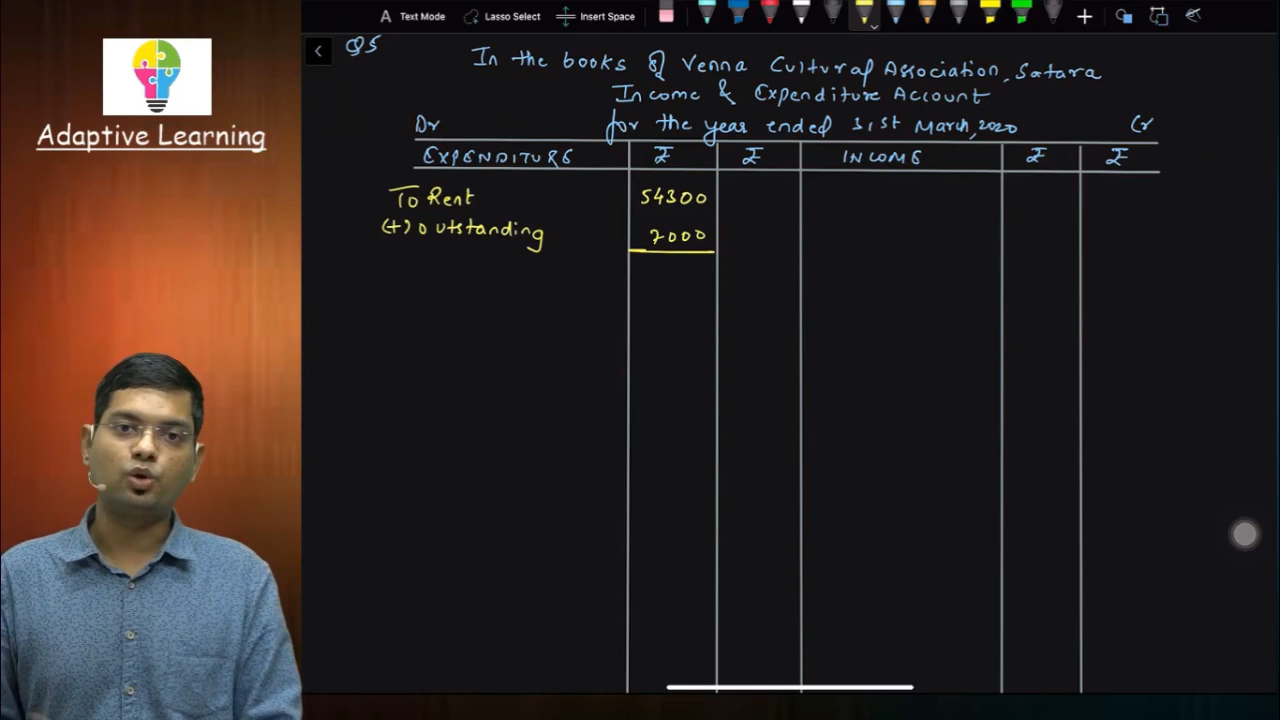 Text Mode Lasso Select Insert Space
Adaptive Learning
Q5
In the books of Venna Cultural Association, Satara
Income & Expenditure Account
Dr for the year ended 31st March, 2020 Cr
EXPENDITURE ₹ ₹ INCOME ₹ ₹
To Rent 54300
(+) Outstanding 7000